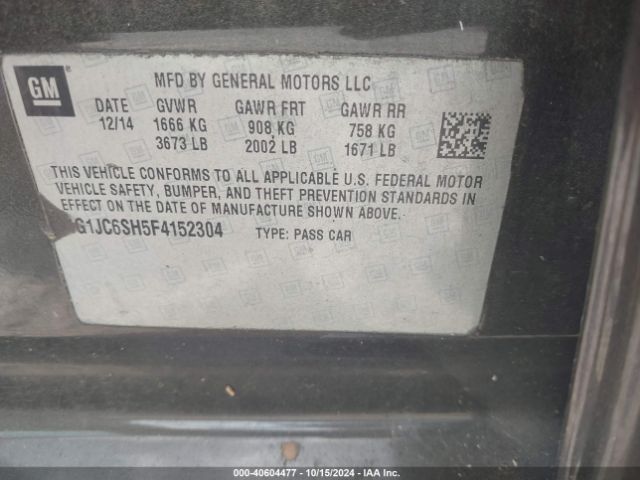 GM
MFD BY GENERAL MOTORS LLC
DATE GVWR GAWR FRT GAWR RR
12/14 1666 KG 908 KG 758 KG
3673 LB 2002 LB 1671 LB
THIS VEHICLE CONFORMS TO ALL APPLICABLE U.S. FEDERAL MOTOR
VEHICLE SAFETY, BUMPER, AND THEFT PREVENTION STANDARDS IN
EFFECT ON THE DATE OF MANUFACTURE SHOWN ABOVE.
G1JC6SH5F4152304 TYPE: PASS CAR
000-40604477 - 10/15/2024 - IAA Inc.